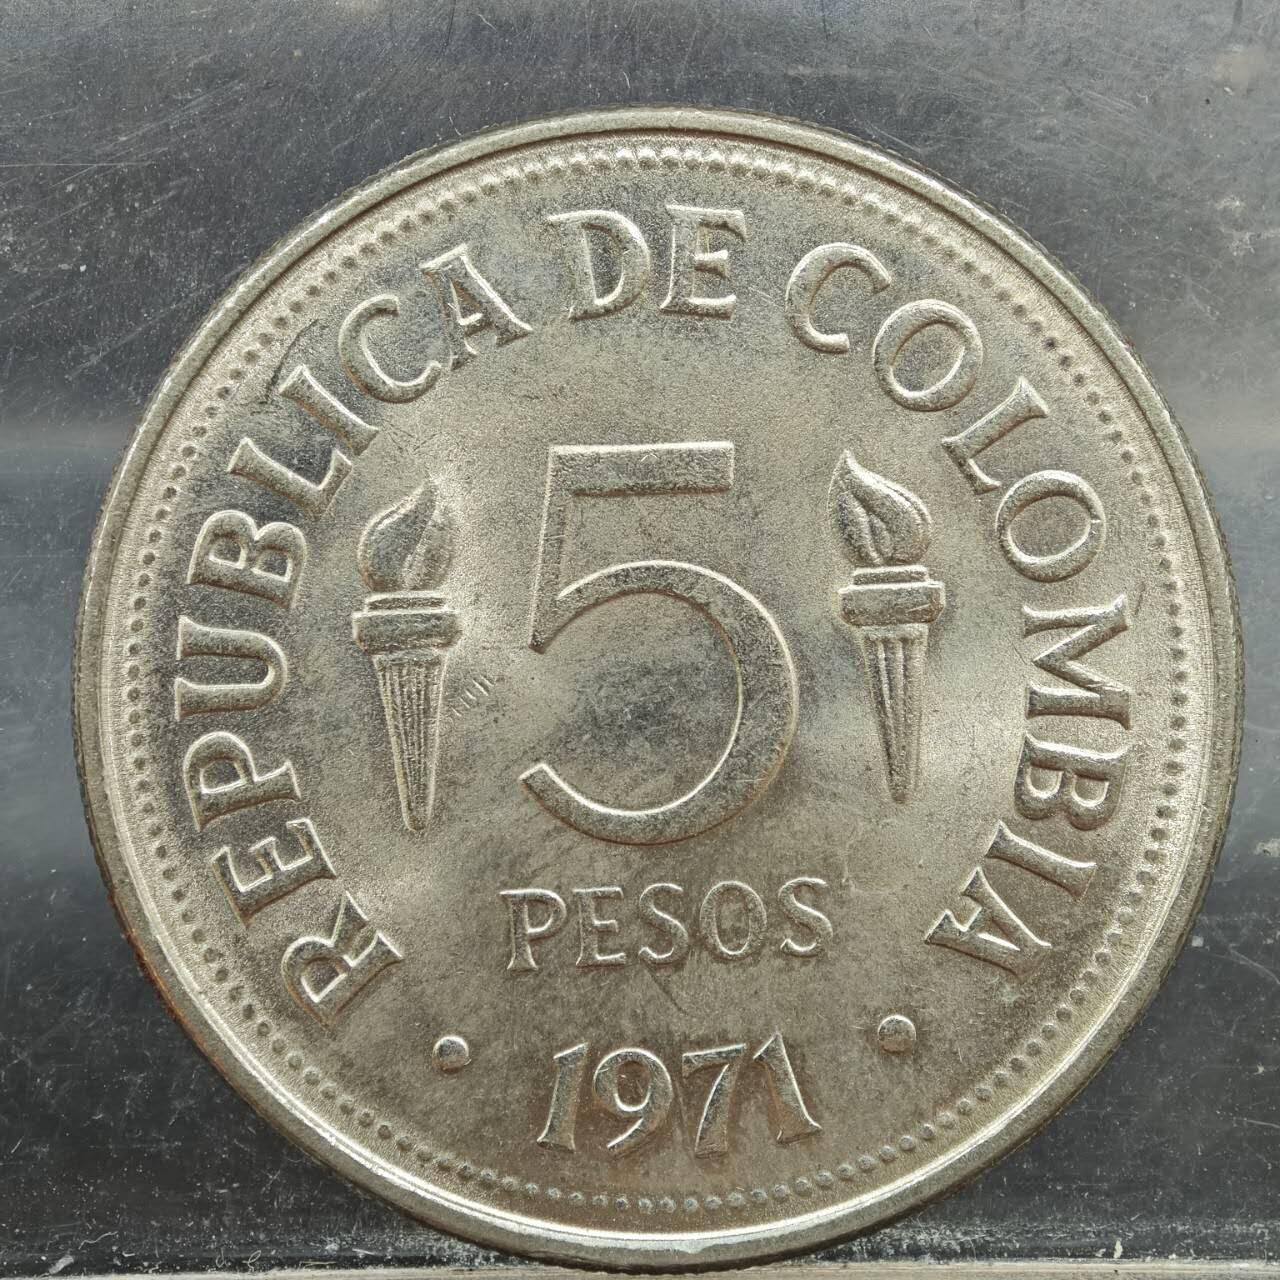 REPUBLICA DE COLOMBIA
5
PESOS
• 1971 •